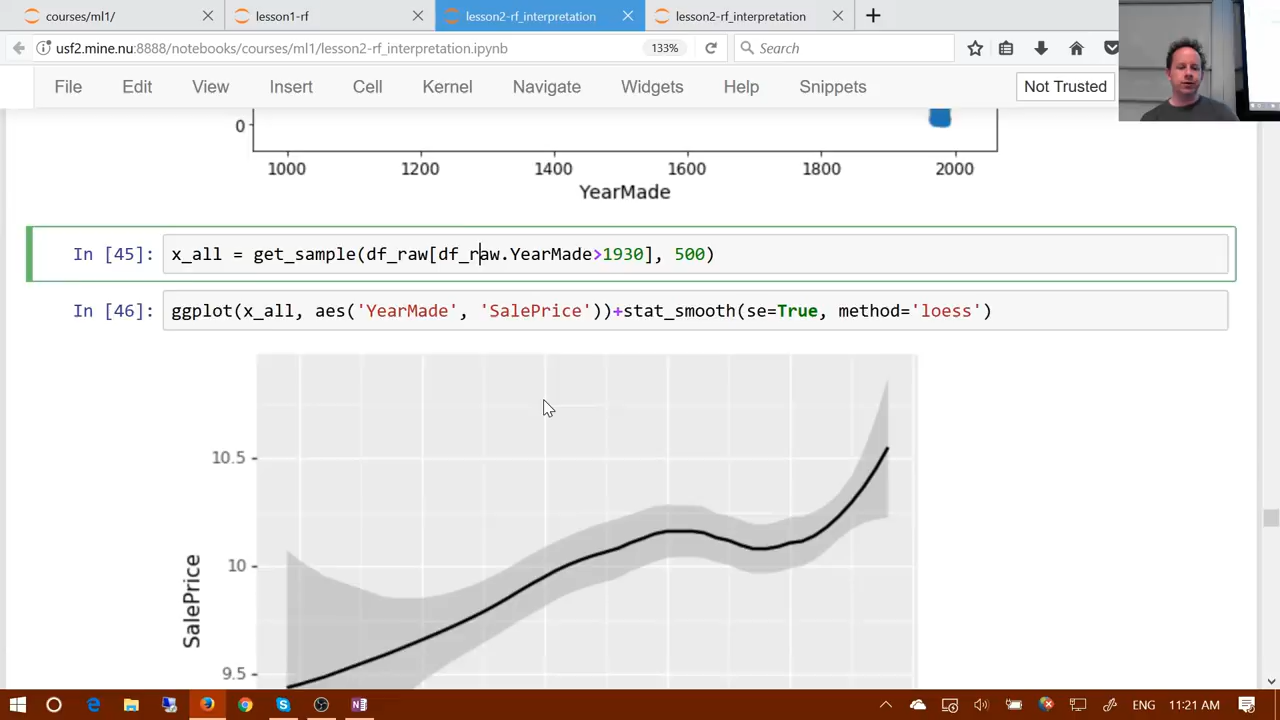 courses/ml1/
lesson1-rf
lesson2-rf_interpretation
lesson2-rf_interpretation
usf2.mine.nu:8888/notebooks/courses/ml1/lesson2-rf_interpretation.ipynb
133%
Search
File Edit View Insert Cell Kernel Navigate Widgets Help Snippets
Not Trusted
0
1000 1200 1400 1600 1800 2000
YearMade
In [45]: x_all = get_sample(df_raw[df_raw.YearMade>1930], 500)
In [46]: ggplot(x_all, aes('YearMade', 'SalePrice'))+stat_smooth(se=True, method='loess')
10.5
10
9.5
SalePrice
ENG 11:21 AM